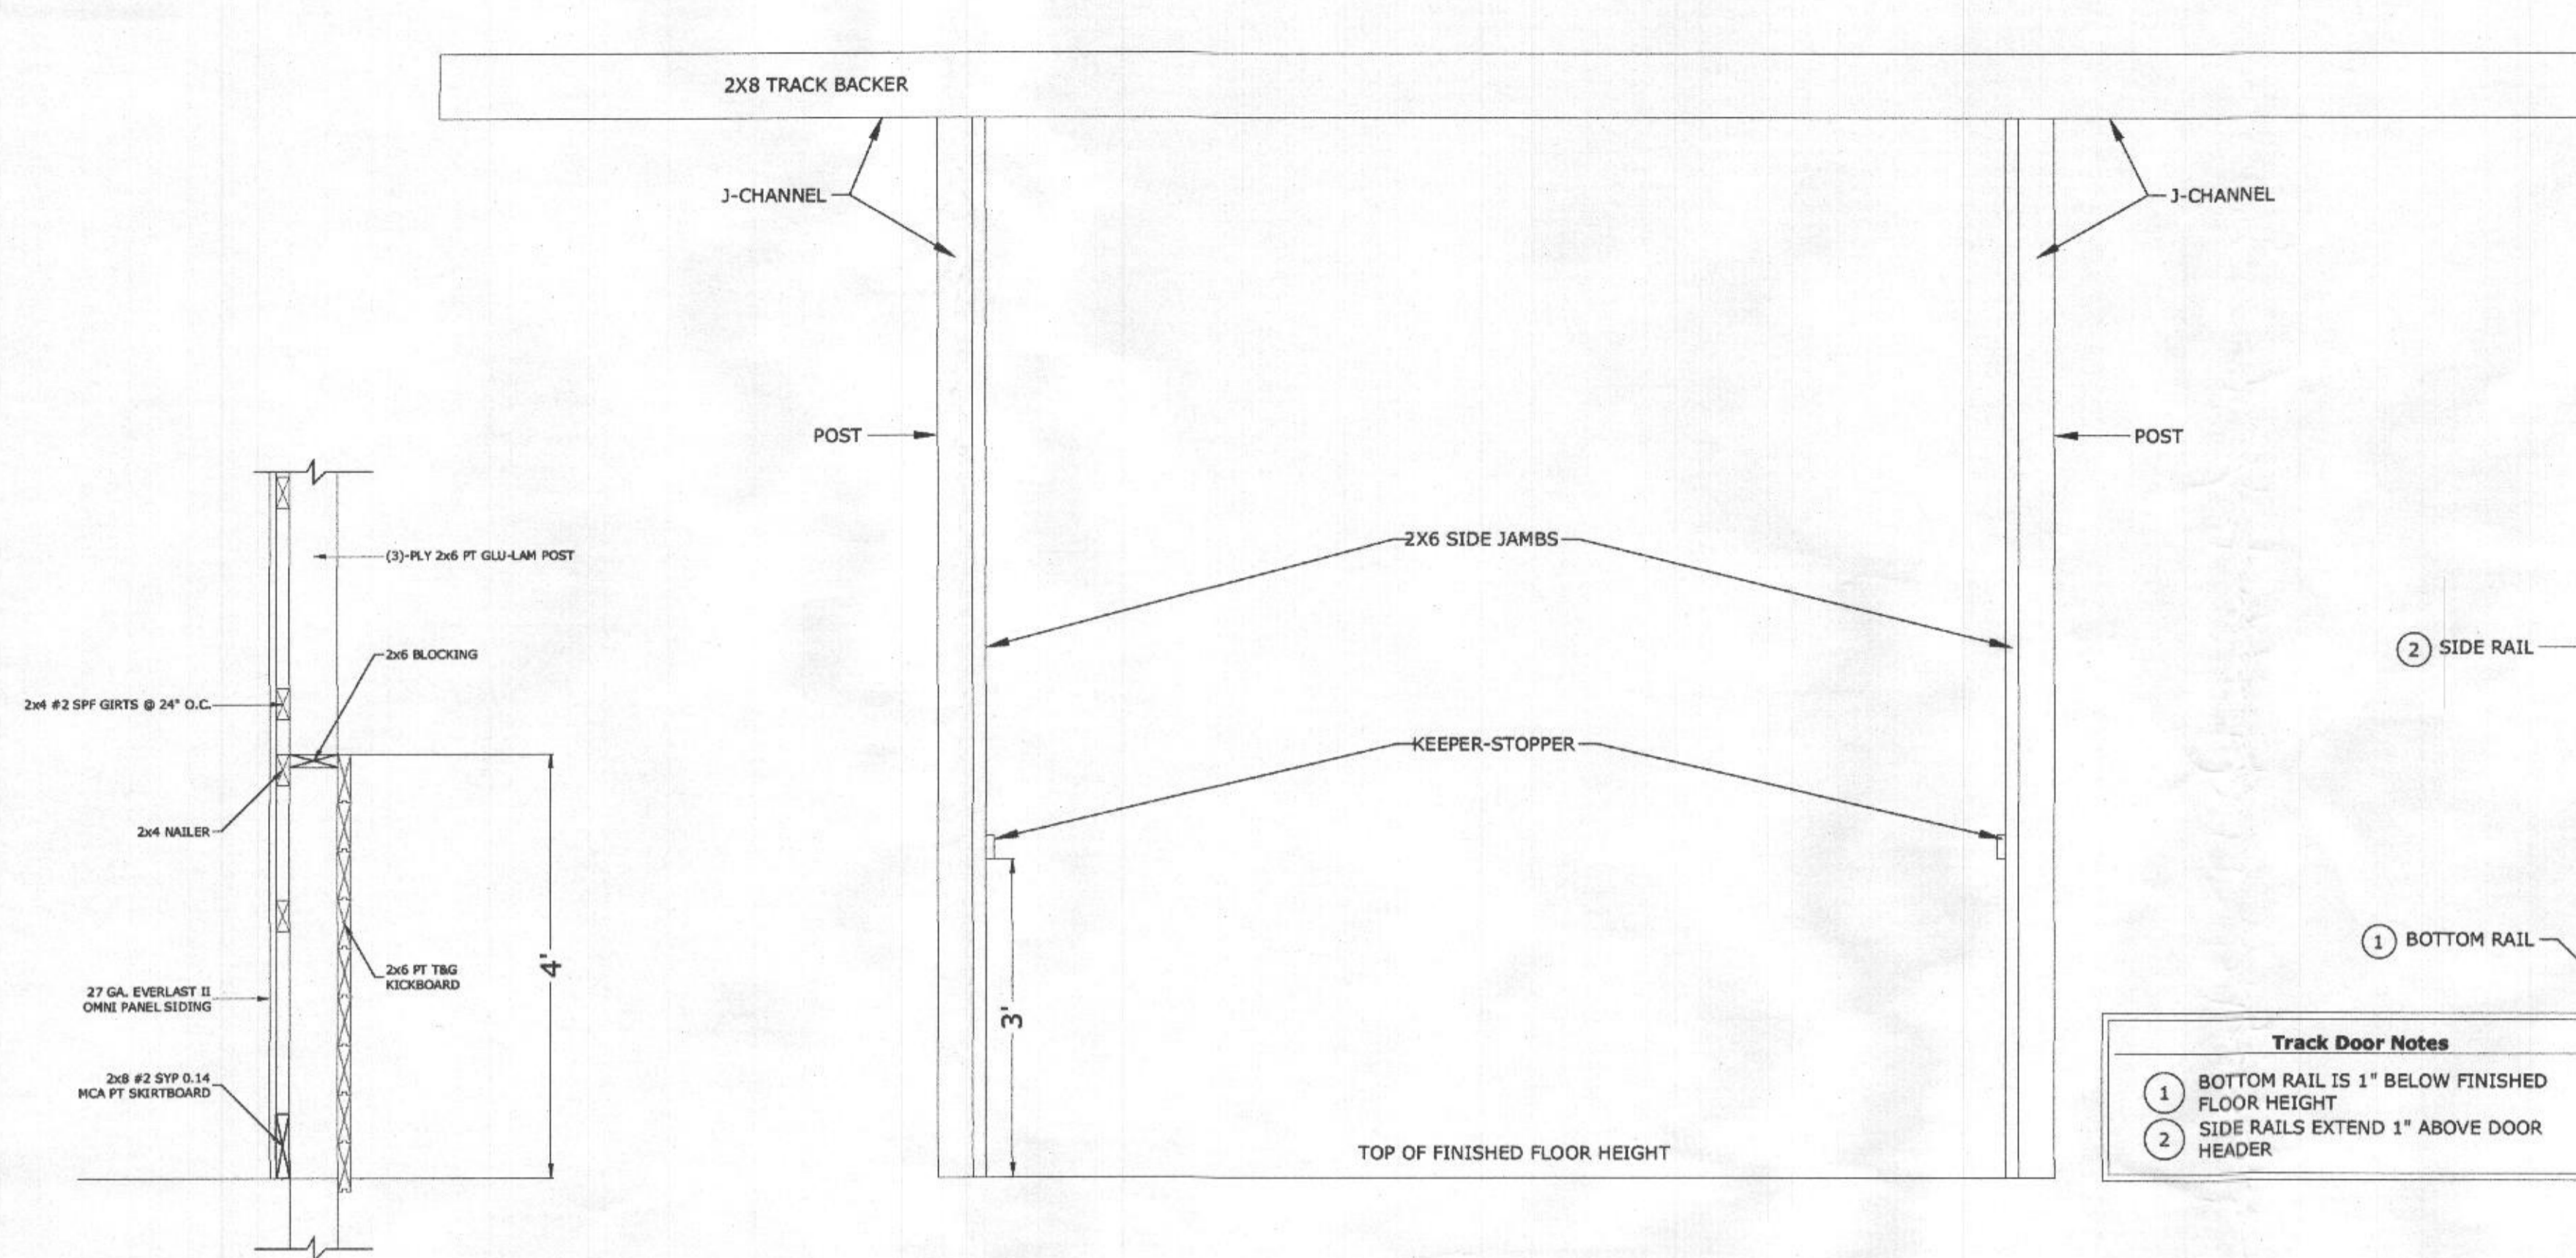 2X8 TRACK BACKER
J-CHANNEL
J-CHANNEL
POST
POST
(3)-PLY 2x6 PT GLU-LAM POST
2X6 SIDE JAMBS
2x6 BLOCKING
2 SIDE RAIL
2x4 #2 SPF GIRTS @ 24" O.C.
KEEPER-STOPPER
2x4 NAILER
1 BOTTOM RAIL
4'
2x6 PT T&G
KICKBOARD
27 GA. EVERLAST II
OMNI PANEL SIDING
3'
2x8 #2 SYP 0.14
MCA PT SKIRTBOARD
TOP OF FINISHED FLOOR HEIGHT
Track Door Notes
1 BOTTOM RAIL IS 1" BELOW FINISHED
FLOOR HEIGHT
2 SIDE RAILS EXTEND 1" ABOVE DOOR
HEADER